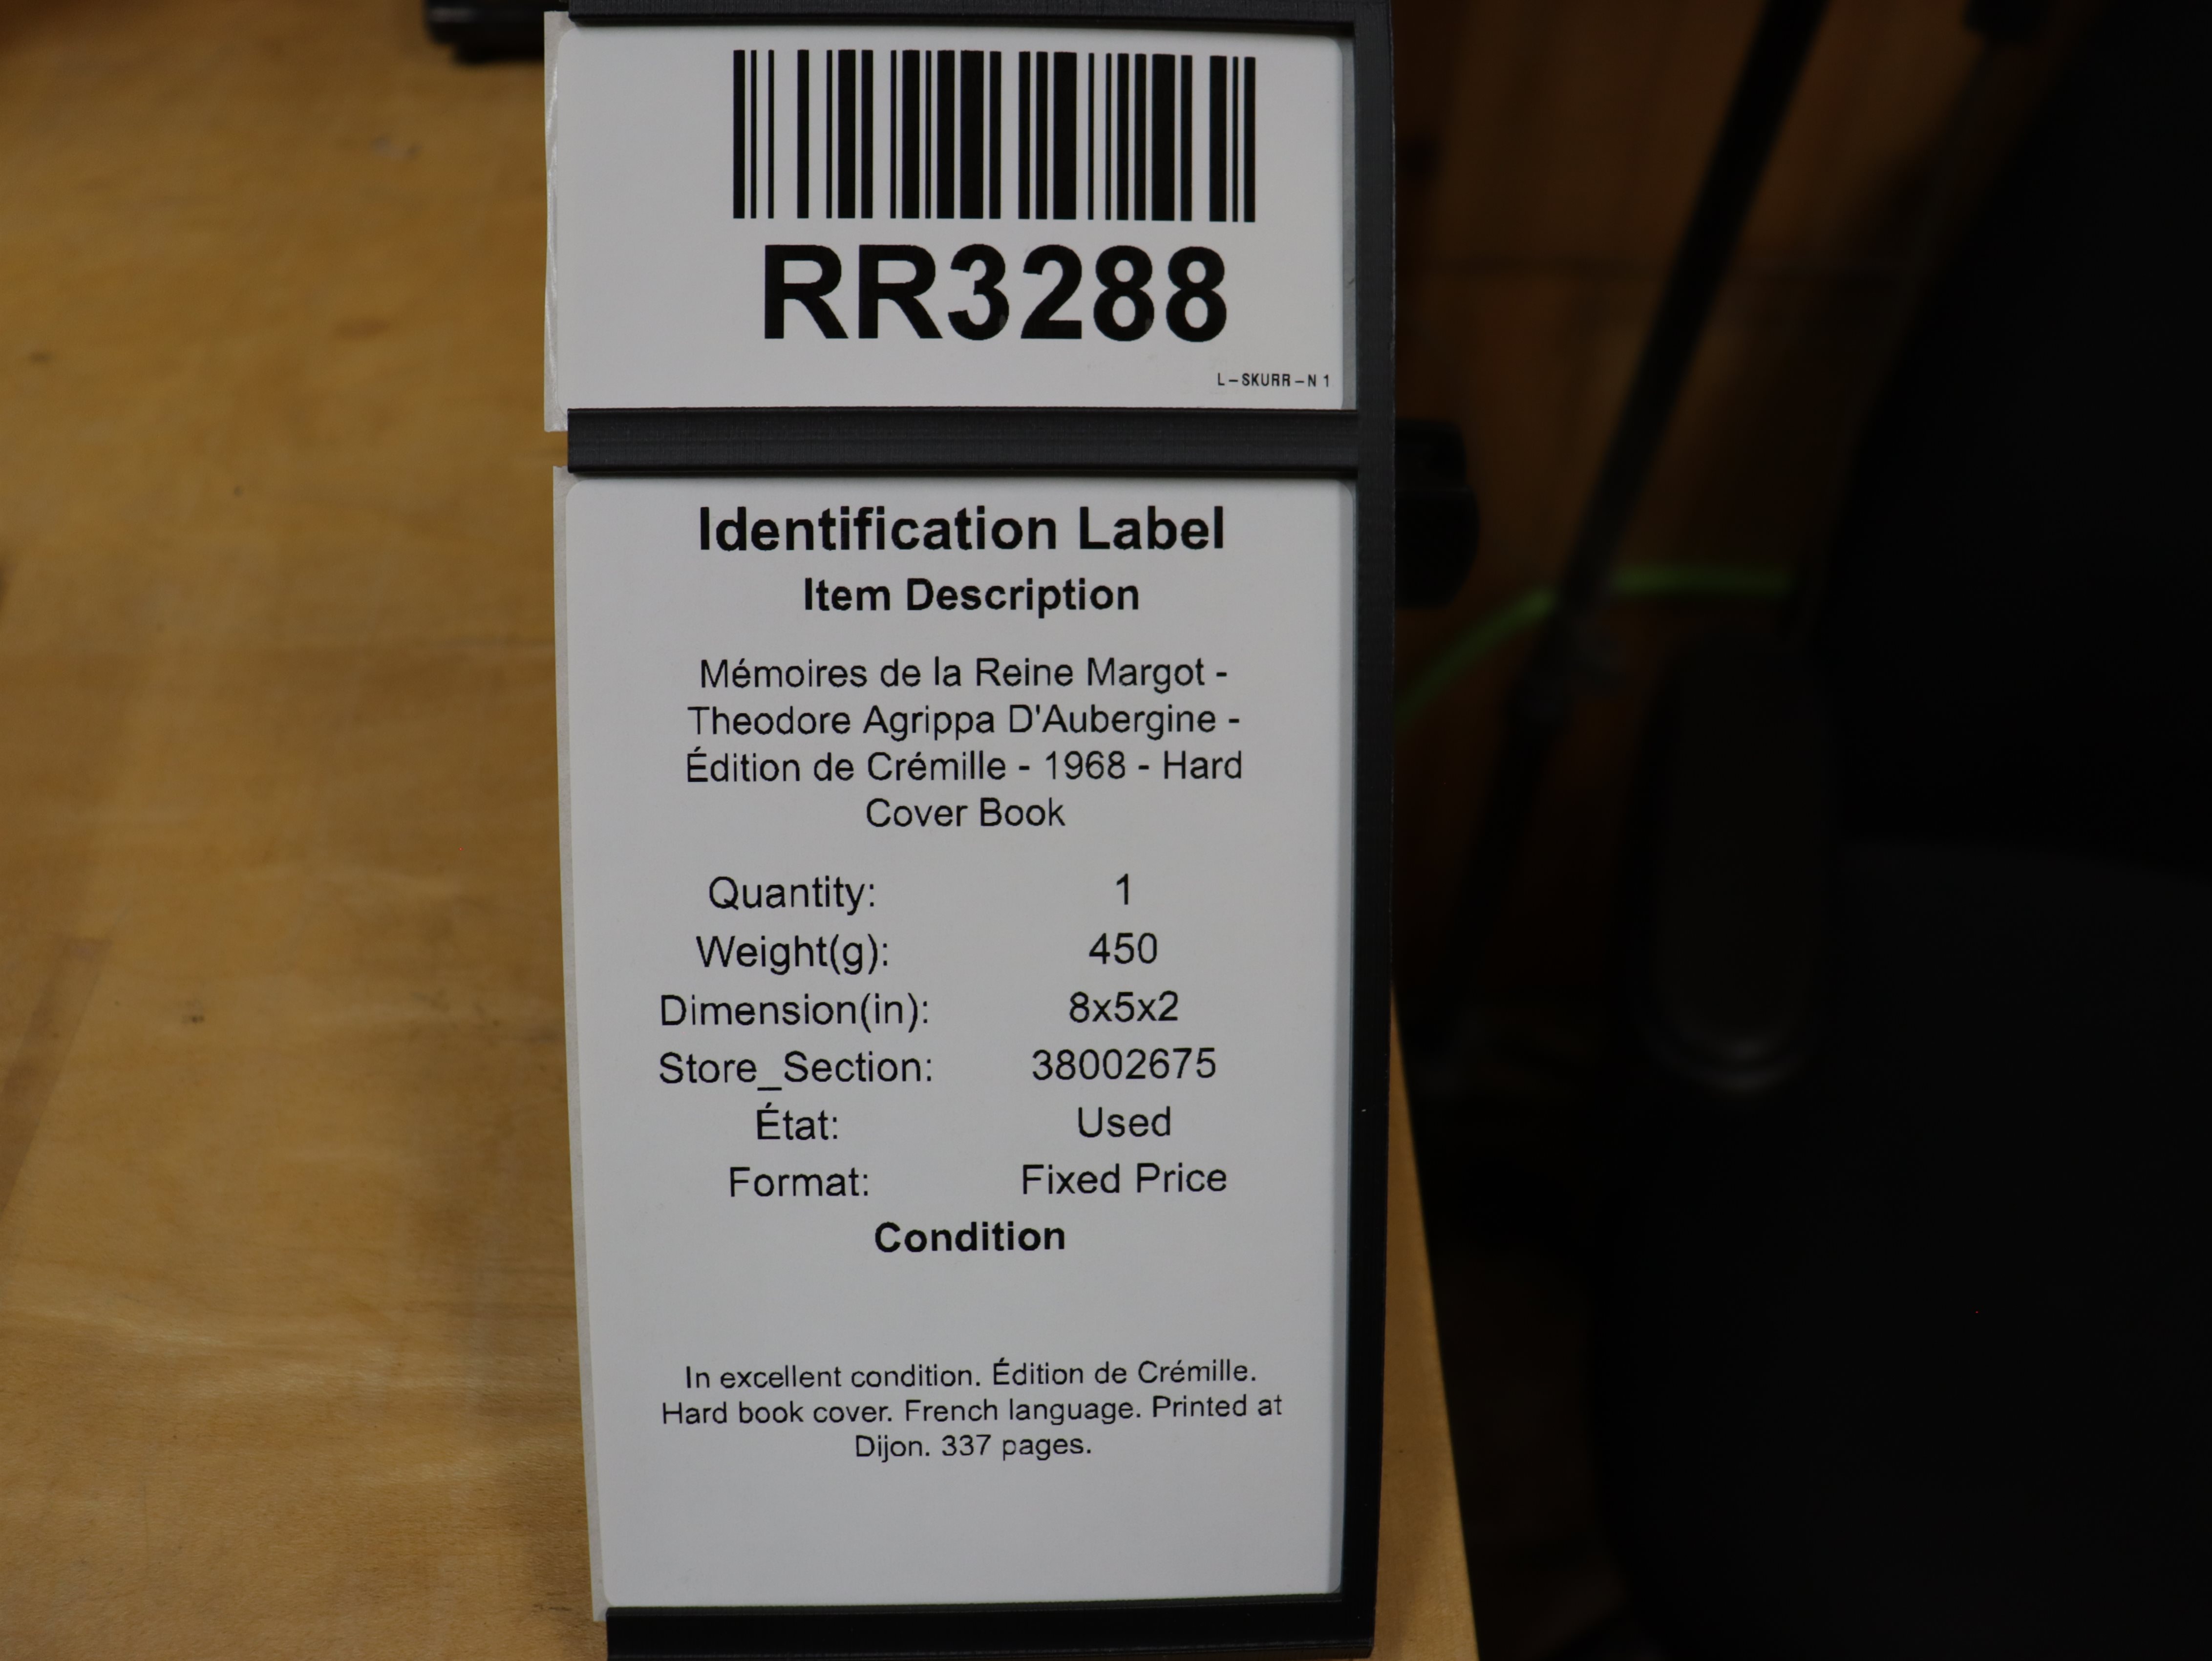 RR3288
L-SKURR-N 1
Identification Label
Item Description
Mémoires de la Reine Margot -
Theodore Agrippa D'Aubergine -
Édition de Crémille - 1968 - Hard
Cover Book
Quantity: 1
Weight(g): 450
Dimension(in): 8x5x2
Store_Section: 38002675
État: Used
Format: Fixed Price
Condition
In excellent condition. Édition de Crémille.
Hard book cover. French language. Printed at
Dijon. 337 pages.